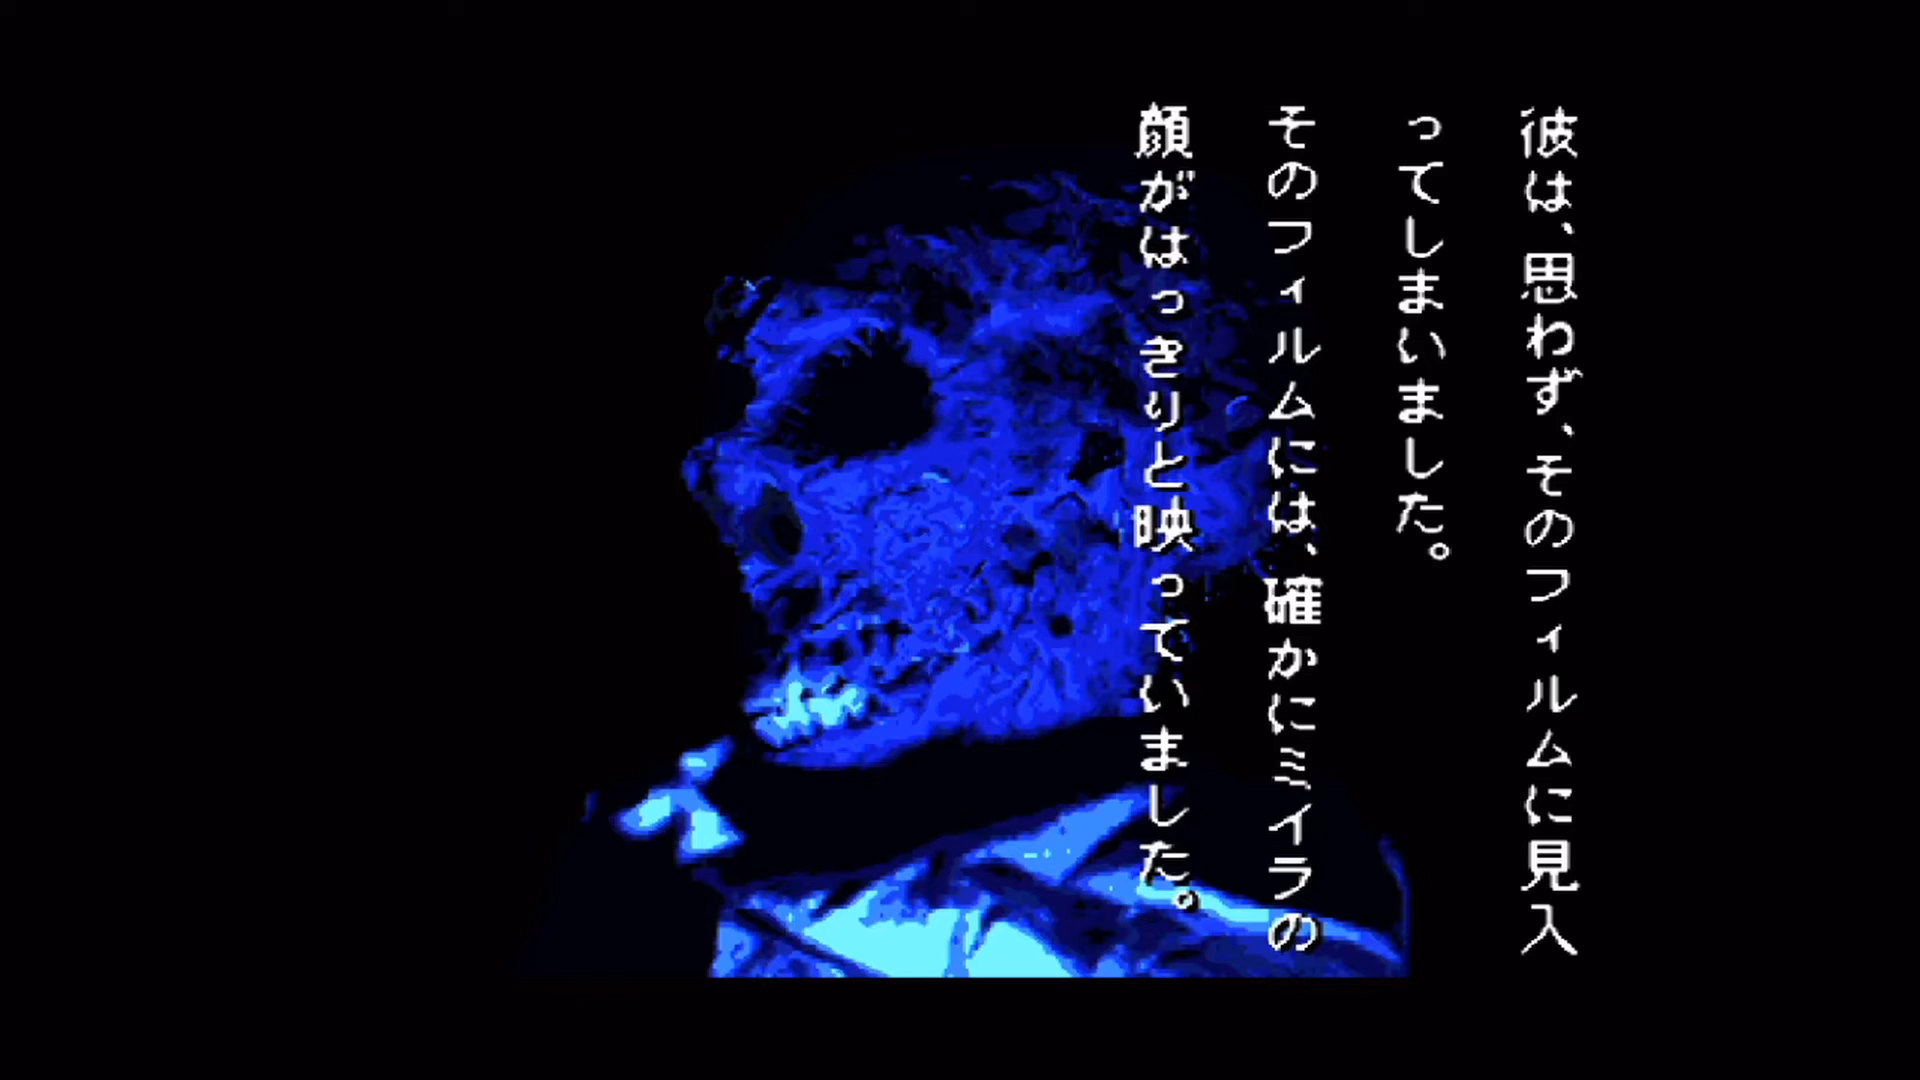 彼は、思わず、そのフィルムに見入
ってしまいました。
そのフィルムには、確かにミイラの
顔がはっきりと映っていました。